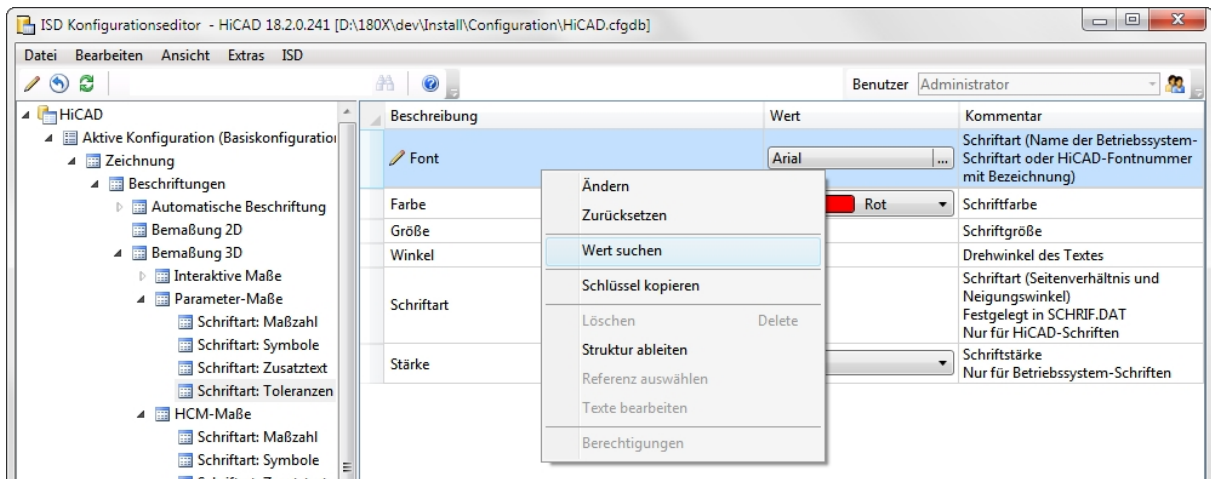 ISD Konfigurationseditor - HiCAD 18.2.0.241 [D:\180X\dev\Install\Configuration\HiCAD.cfgdb]
Datei Bearbeiten Ansicht Extras ISD
Benutzer Administrator
HiCAD
Aktive Konfiguration (Basiskonfiguration
Zeichnung
Beschriftungen
Automatische Beschriftung
Bemaßung 2D
Bemaßung 3D
Interaktive Maße
Parameter-Maße
Schriftart: Maßzahl
Schriftart: Symbole
Schriftart: Zusatztext
Schriftart: Toleranzen
HCM-Maße
Schriftart: Maßzahl
Schriftart: Symbole
Beschreibung Wert Kommentar
Font Arial ... Schriftart (Name der Betriebssystem-
Schriftart oder HiCAD-Fontnummer
mit Bezeichnung)
Farbe Rot Schriftfarbe
Größe Schriftgröße
Winkel Drehwinkel des Textes
Schriftart Schriftart (Seitenverhältnis und
Neigungswinkel)
Festgelegt in SCHRIF.DAT
Nur für HiCAD-Schriften
Stärke Schriftstärke
Nur für Betriebssystem-Schriften
Ändern
Zurücksetzen
Wert suchen
Schlüssel kopieren
Löschen Delete
Struktur ableiten
Referenz auswählen
Texte bearbeiten
Berechtigungen